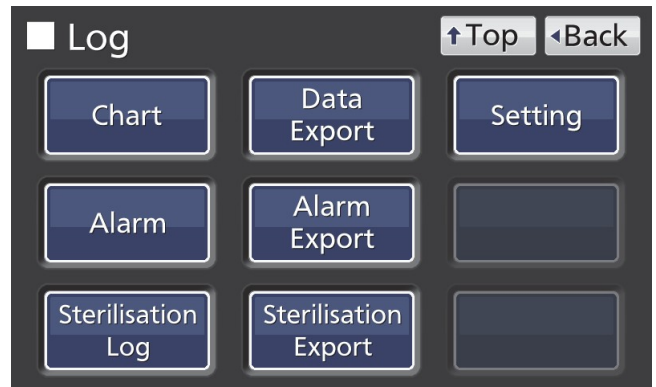 Log
Top
Back
Chart
Data
Export
Setting
Alarm
Alarm
Export
Sterilisation
Log
Sterilisation
Export